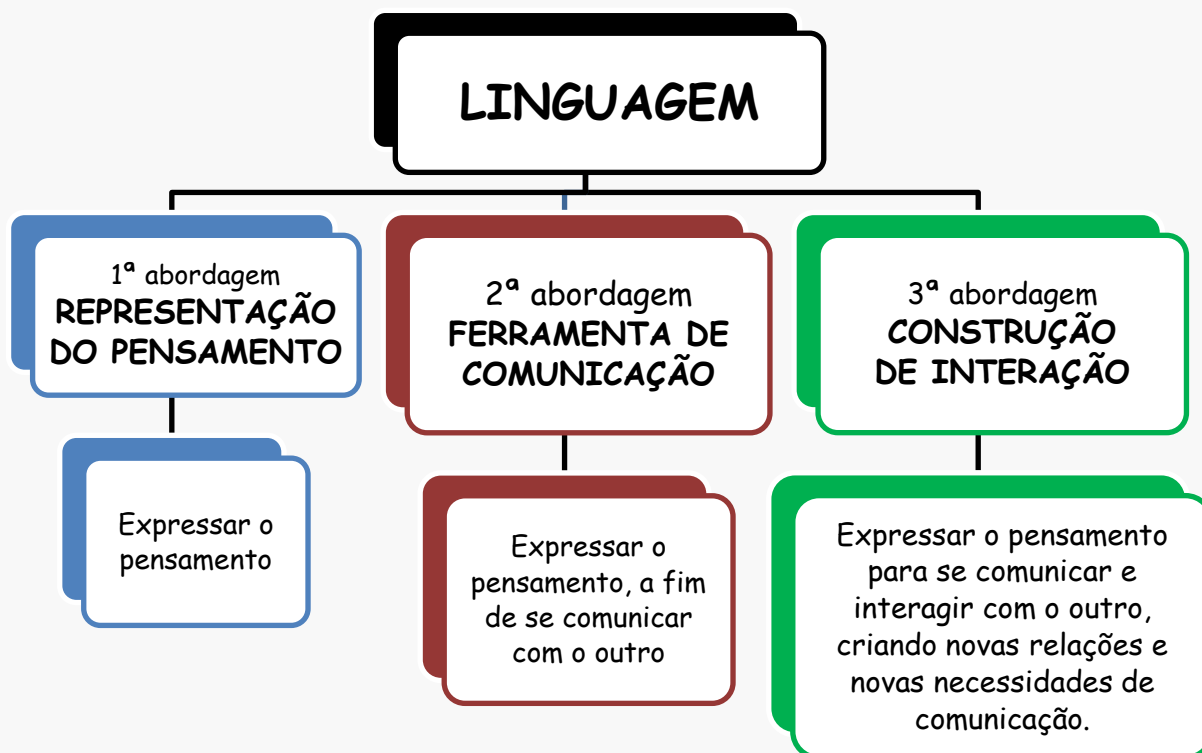 LINGUAGEM
1ª abordagem
REPRESENTAÇÃO
DO PENSAMENTO
Expressar o
pensamento
2ª abordagem
FERRAMENTA DE
COMUNICAÇÃO
Expressar o
pensamento, a fim
de se comunicar
com o outro
3ª abordagem
CONSTRUÇÃO
DE INTERAÇÃO
Expressar o pensamento
para se comunicar e
interagir com o outro,
criando novas relações e
novas necessidades de
comunicação.